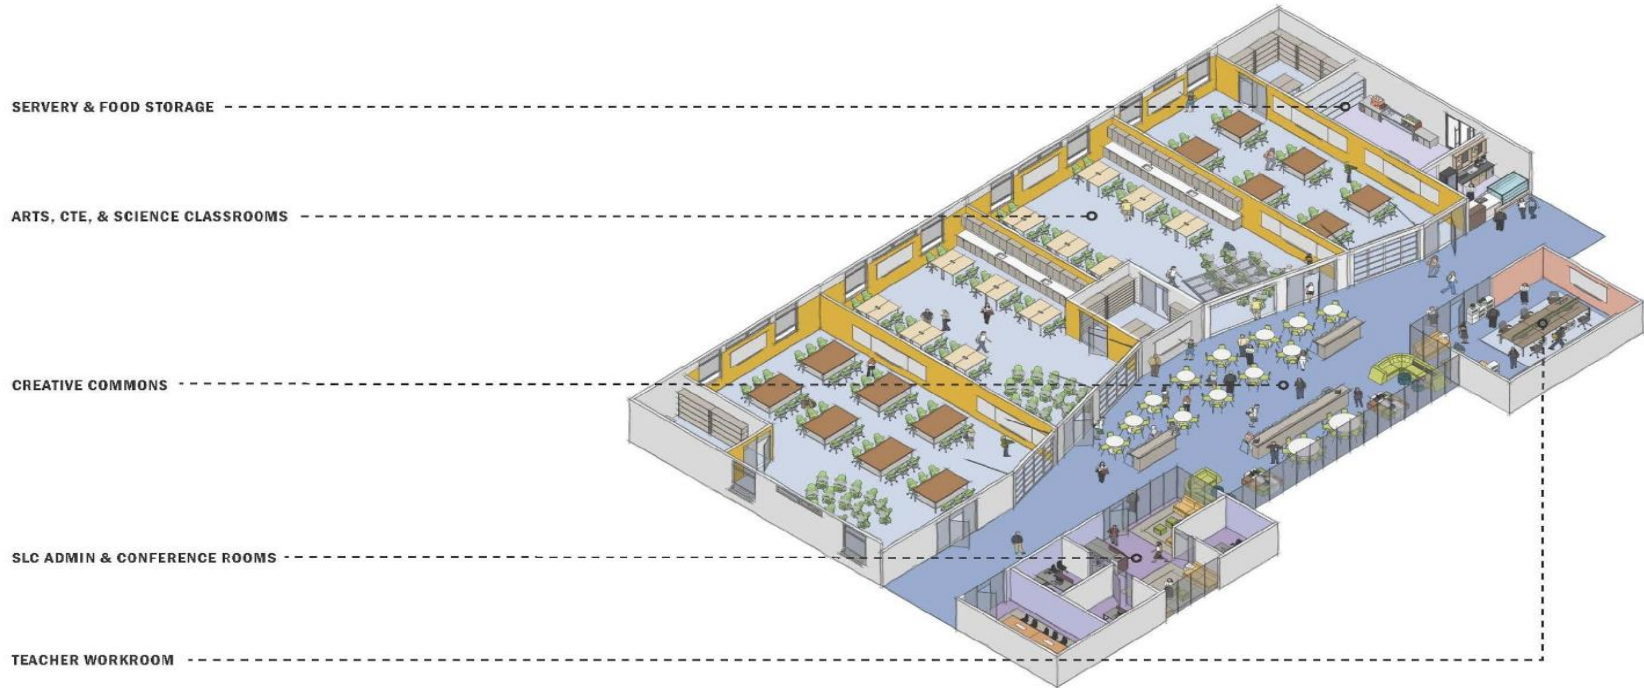 SERVERY & FOOD STORAGE
ARTS, CTE, & SCIENCE CLASSROOMS
CREATIVE COMMONS
SLC ADMIN & CONFERENCE ROOMS
TEACHER WORKROOM